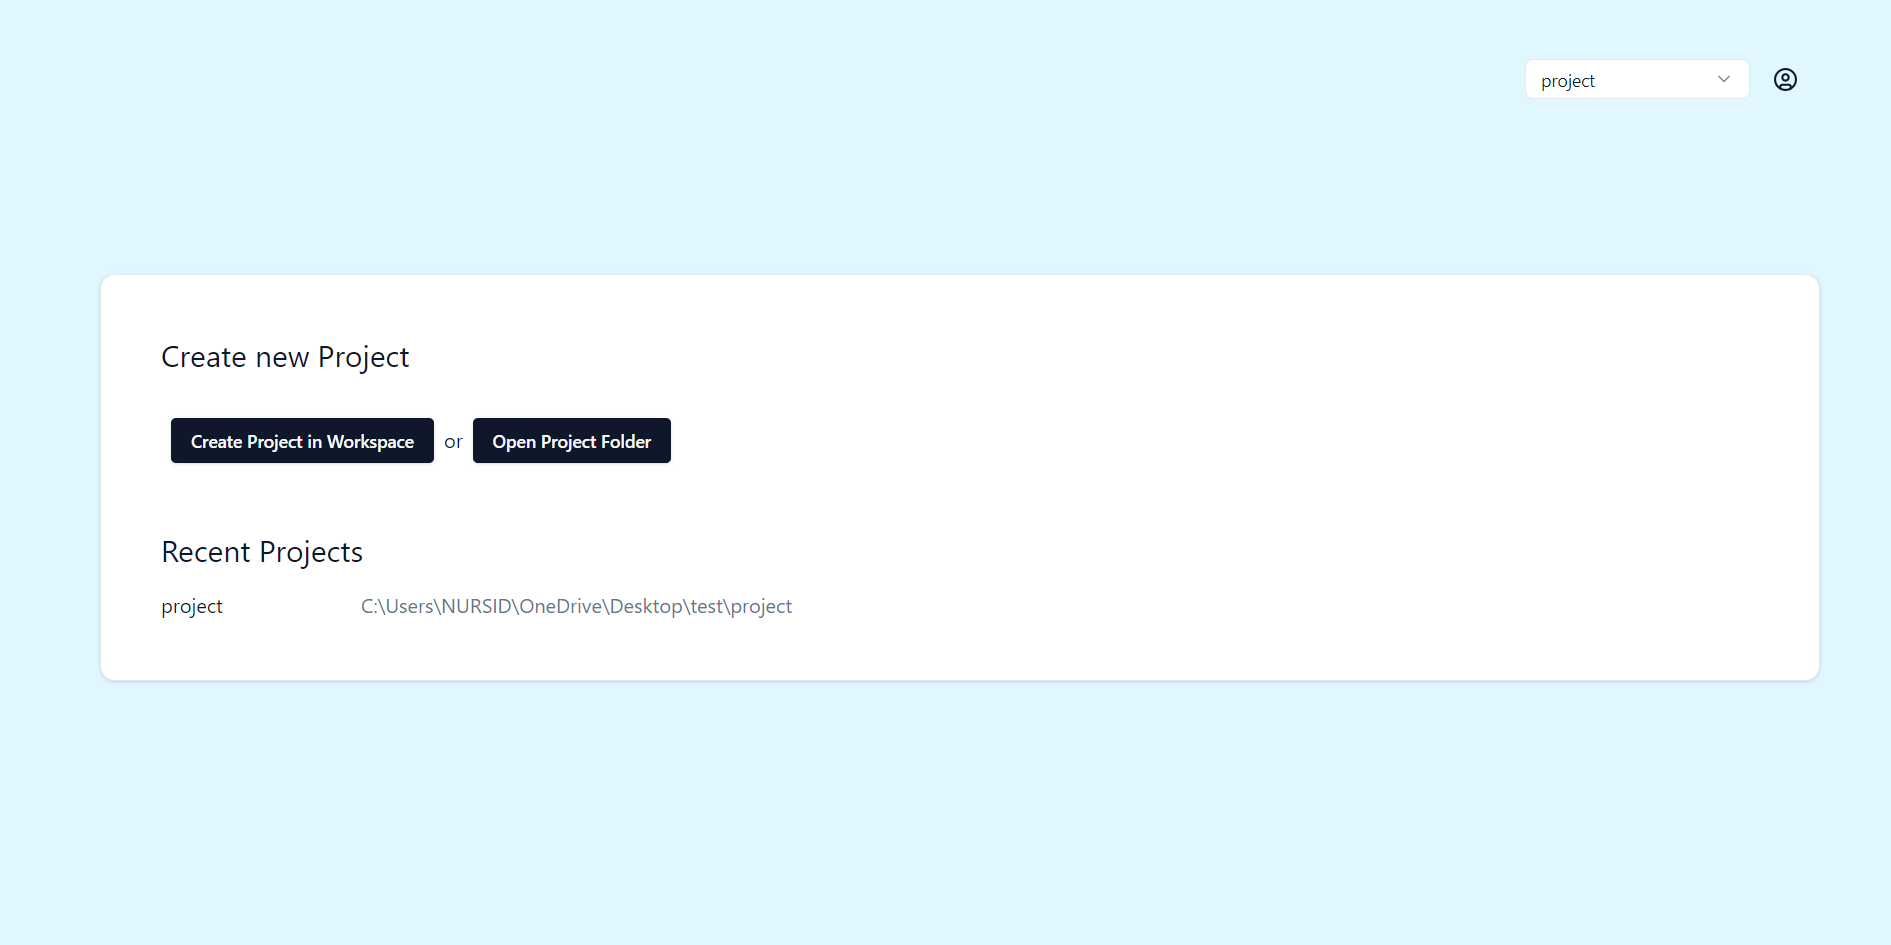 project
Create new Project
Create Project in Workspace or Open Project Folder
Recent Projects
project C:\Users\NURSID\OneDrive\Desktop\test\project